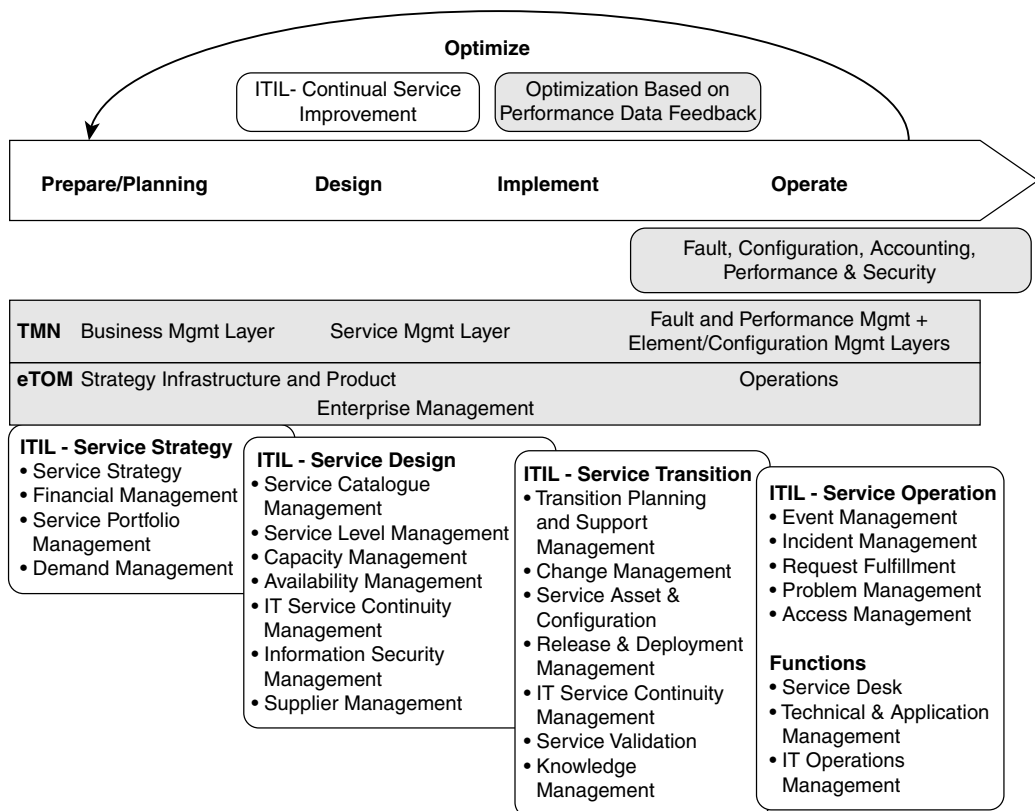 Optimize
ITIL- Continual Service
Improvement
Optimization Based on
Performance Data Feedback
Prepare/Planning
Design
Implement
Operate
Fault, Configuration, Accounting,
Performance & Security
TMN Business Mgmt Layer
Service Mgmt Layer
Fault and Performance Mgmt +
Element/Configuration Mgmt Layers
eTOM Strategy Infrastructure and Product
Enterprise Management
Operations
ITIL - Service Strategy
• Service Strategy
• Financial Management
• Service Portfolio
Management
• Demand Management
ITIL - Service Design
• Service Catalogue
Management
• Service Level Management
• Capacity Management
• Availability Management
• IT Service Continuity
Management
• Information Security
Management
• Supplier Management
ITIL - Service Transition
• Transition Planning
and Support
Management
• Change Management
• Service Asset &
Configuration
• Release & Deployment
Management
• IT Service Continuity
Management
• Service Validation
• Knowledge
Management
ITIL - Service Operation
• Event Management
• Incident Management
• Request Fulfillment
• Problem Management
• Access Management
Functions
• Service Desk
• Technical & Application
Management
• IT Operations
Management